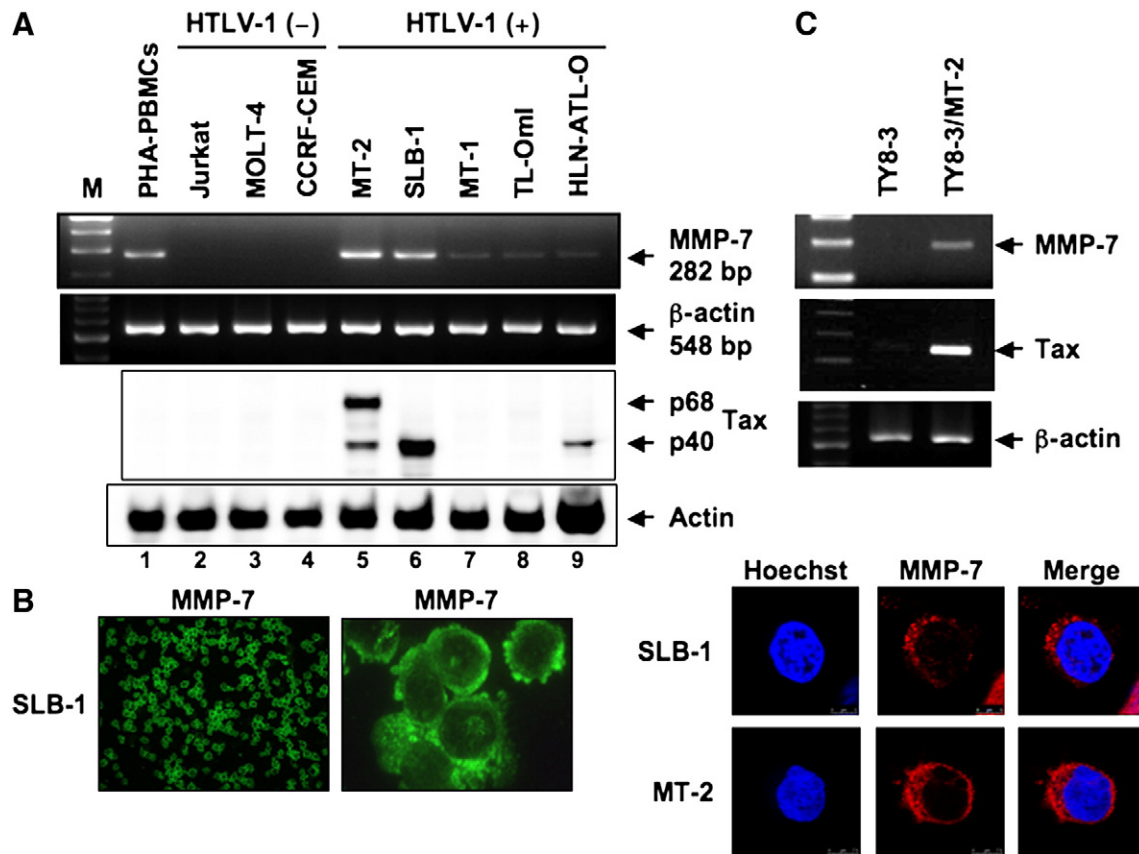 A
HTLV-1 (–)
HTLV-1 (+)
M
PHA-PBMCs
Jurkat
MOLT-4
CCRF-CEM
MT-2
SLB-1
MT-1
TL-OmI
HLN-ATL-O
MMP-7
282 bp
β-actin
548 bp
p68
Tax
p40
Actin
1 2 3 4 5 6 7 8 9
C
TY8-3
TY8-3/MT-2
MMP-7
Tax
β-actin
B
MMP-7
MMP-7
SLB-1
Hoechst MMP-7 Merge
SLB-1
MT-2